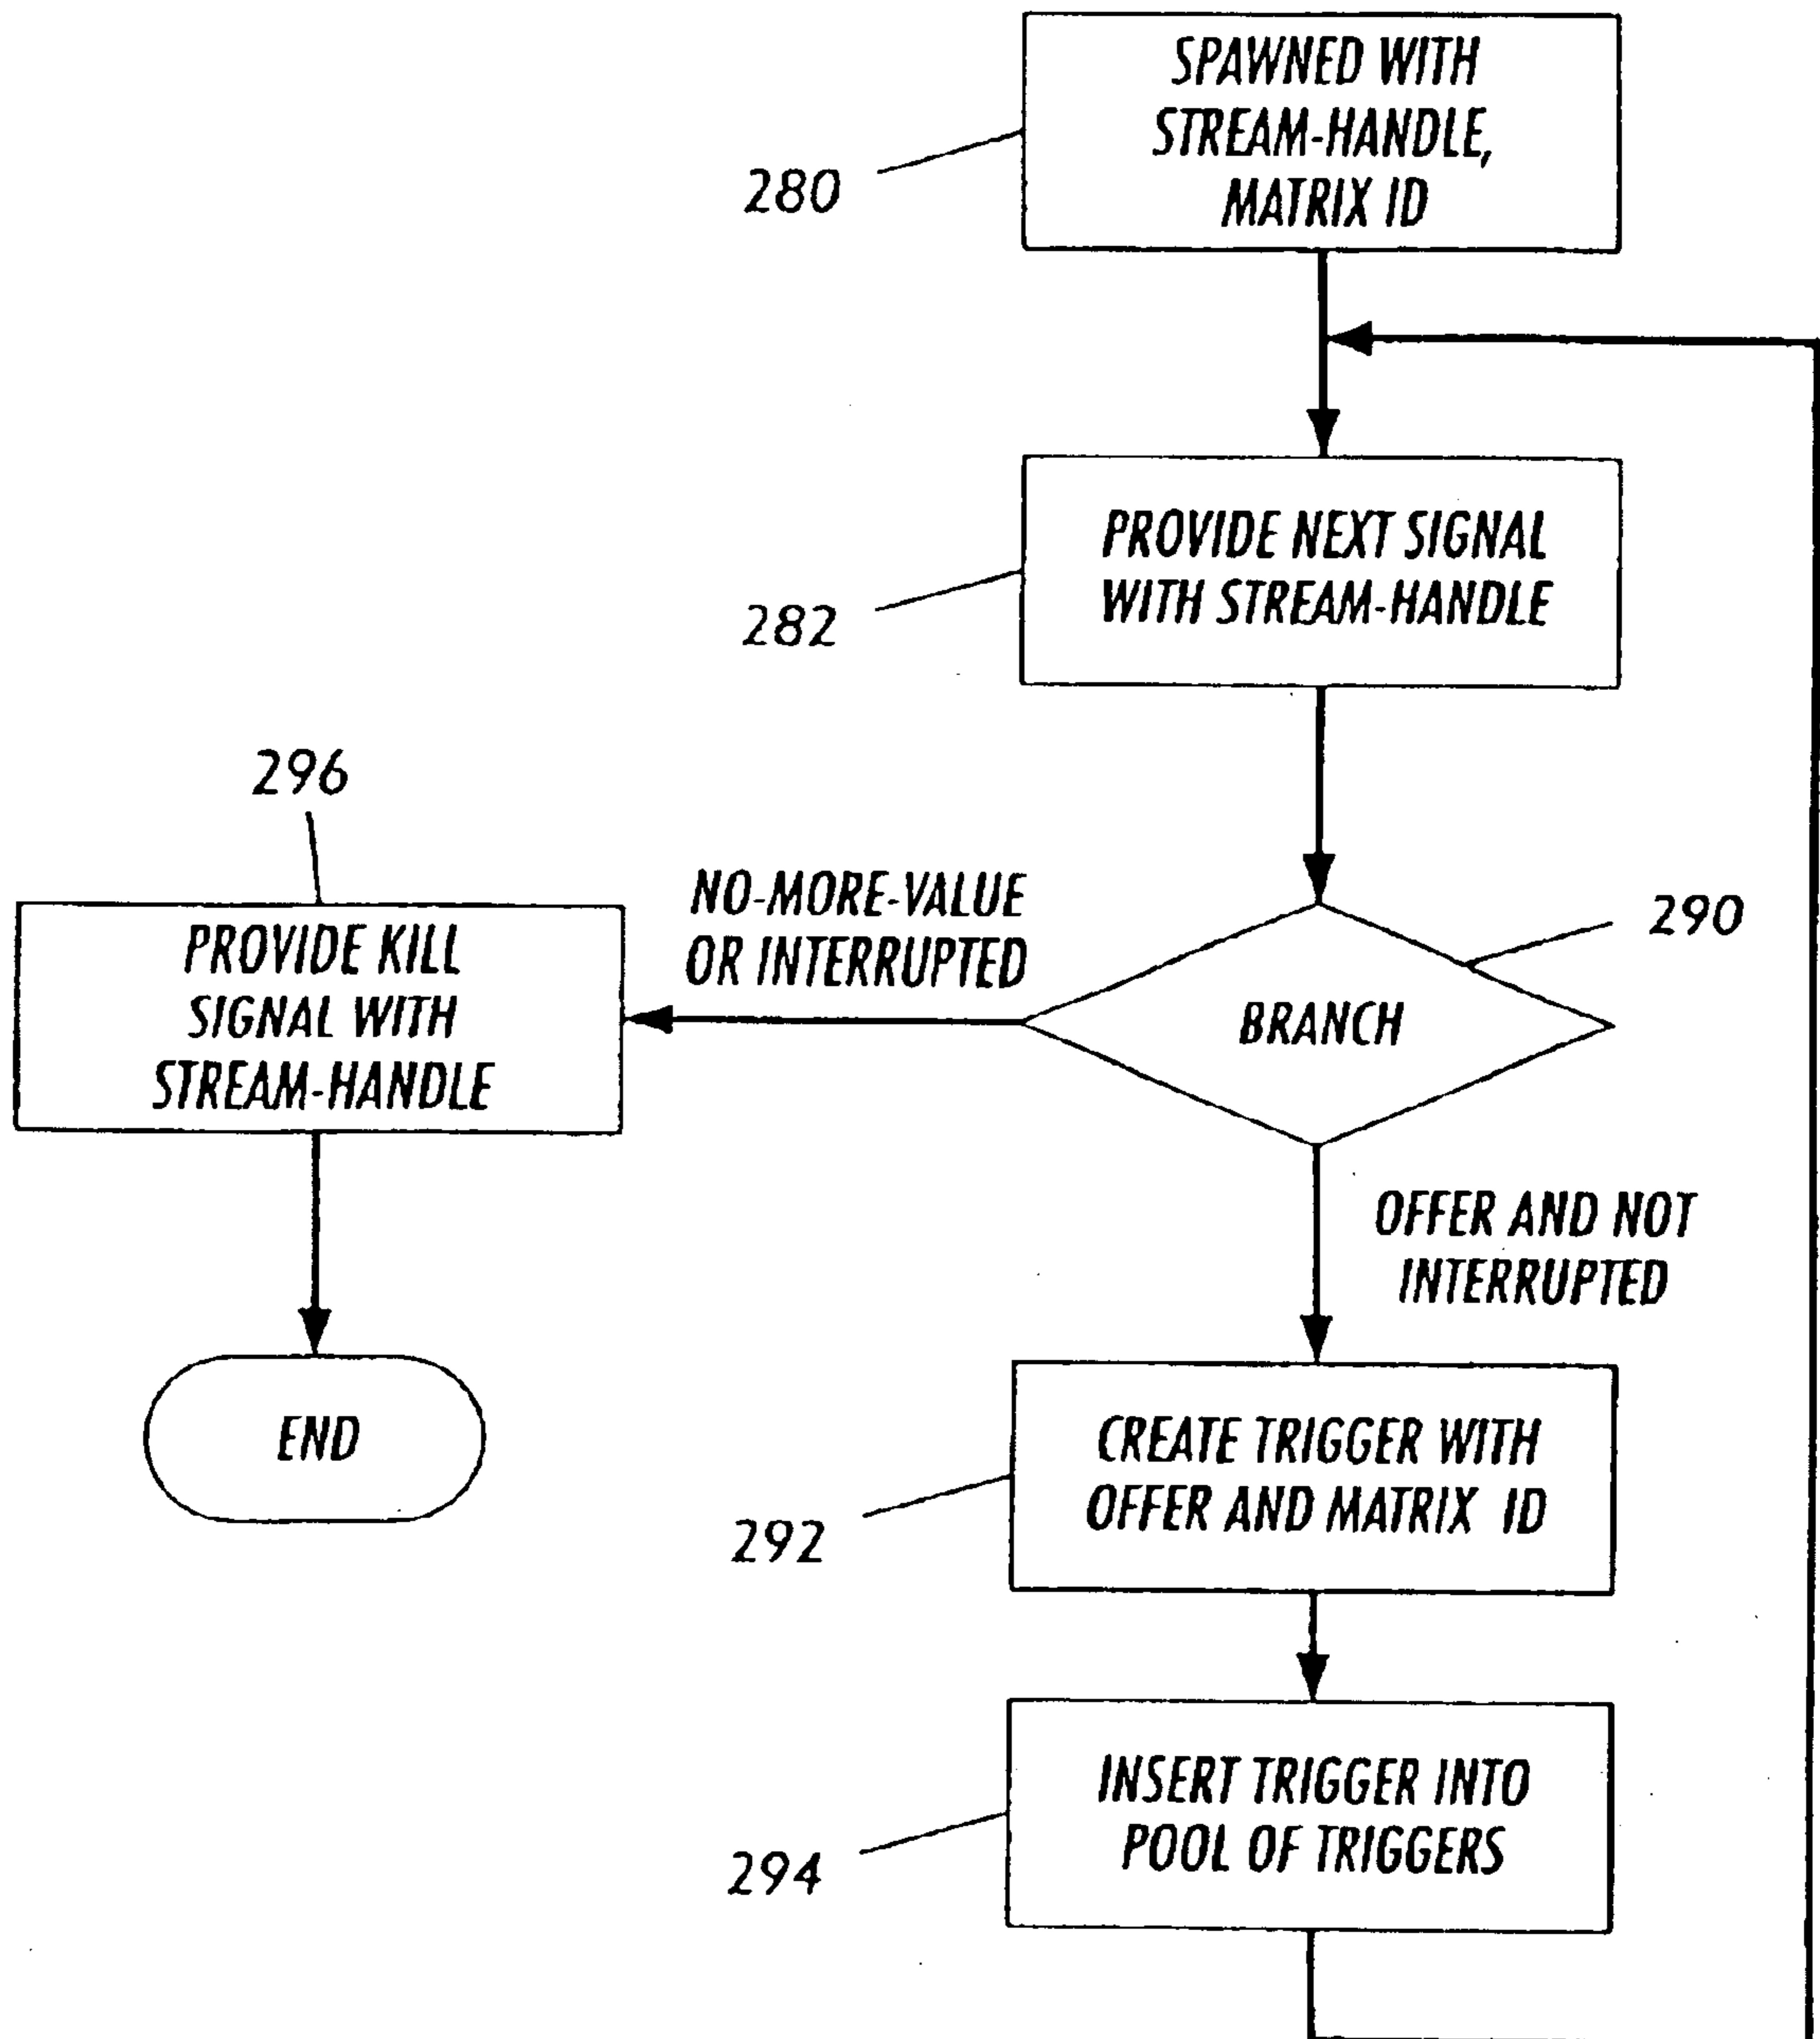 SPAWNED WITH
STREAM-HANDLE,
MATRIX ID
280
PROVIDE NEXT SIGNAL
WITH STREAM-HANDLE
282
296
NO-MORE-VALUE
OR INTERRUPTED
290
PROVIDE KILL
SIGNAL WITH
STREAM-HANDLE
BRANCH
OFFER AND NOT
INTERRUPTED
END
CREATE TRIGGER WITH
OFFER AND MATRIX ID
292
INSERT TRIGGER INTO
POOL OF TRIGGERS
294